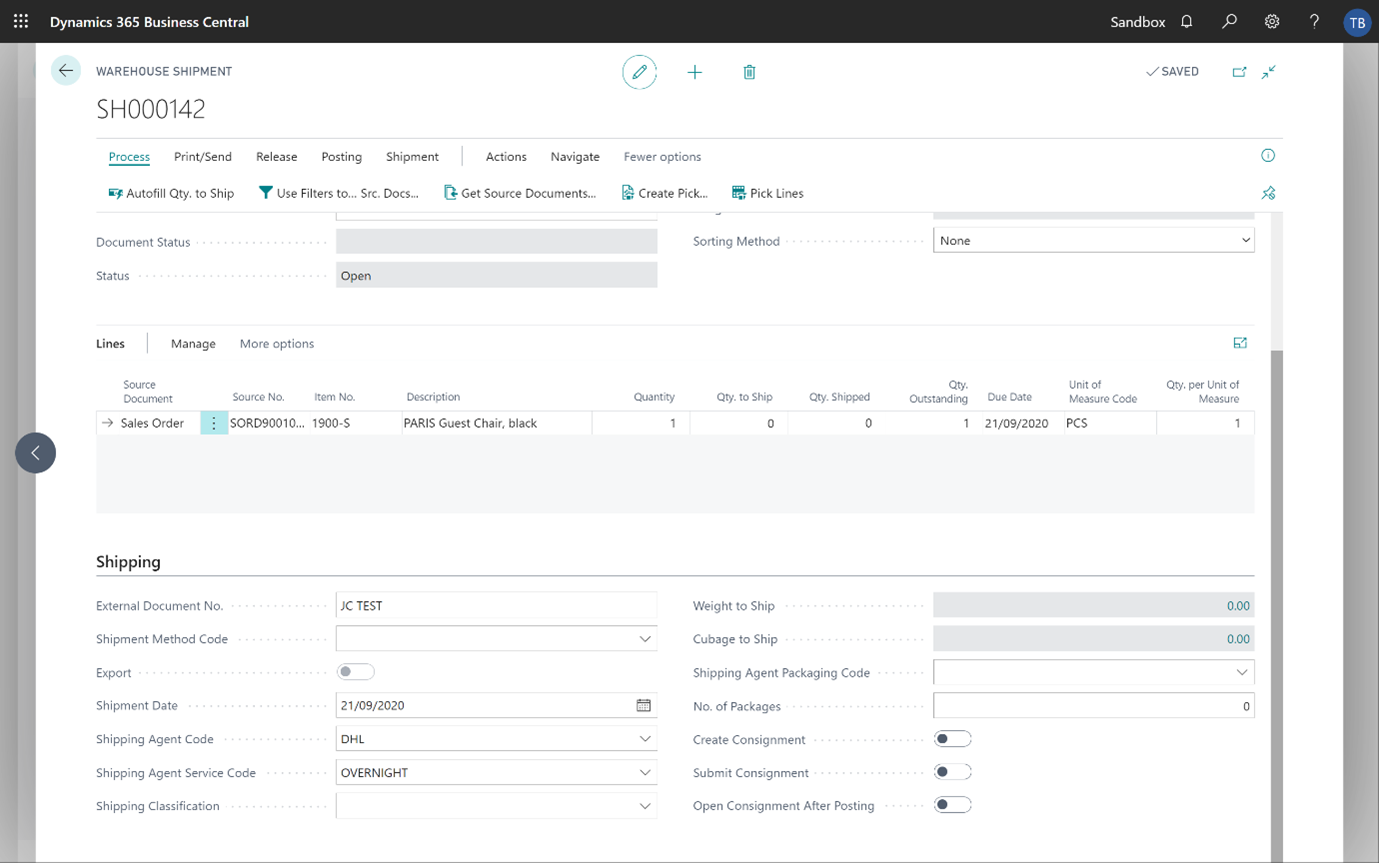 Dynamics 365 Business Central
Sandbox
?
TB
WAREHOUSE SHIPMENT
SAVED
SH000142
Process Print/Send Release Posting Shipment Actions Navigate Fewer options
Autofill Qty. to Ship Use Filters to... Src. Docs... Get Source Documents... Create Pick... Pick Lines
Document Status
Sorting Method None
Status Open
Lines Manage More options
Source Document Source No. Item No. Description Quantity Qty. to Ship Qty. Shipped Qty. Outstanding Due Date Unit of Measure Code Qty. per Unit of Measure
Sales Order SORD90010... 1900-S PARIS Guest Chair, black 1 0 0 1 21/09/2020 PCS 1
Shipping
External Document No. JC TEST
Weight to Ship 0.00
Shipment Method Code
Cubage to Ship 0.00
Export
Shipping Agent Packaging Code
Shipment Date 21/09/2020
No. of Packages 0
Shipping Agent Code DHL
Create Consignment
Shipping Agent Service Code OVERNIGHT
Submit Consignment
Shipping Classification
Open Consignment After Posting